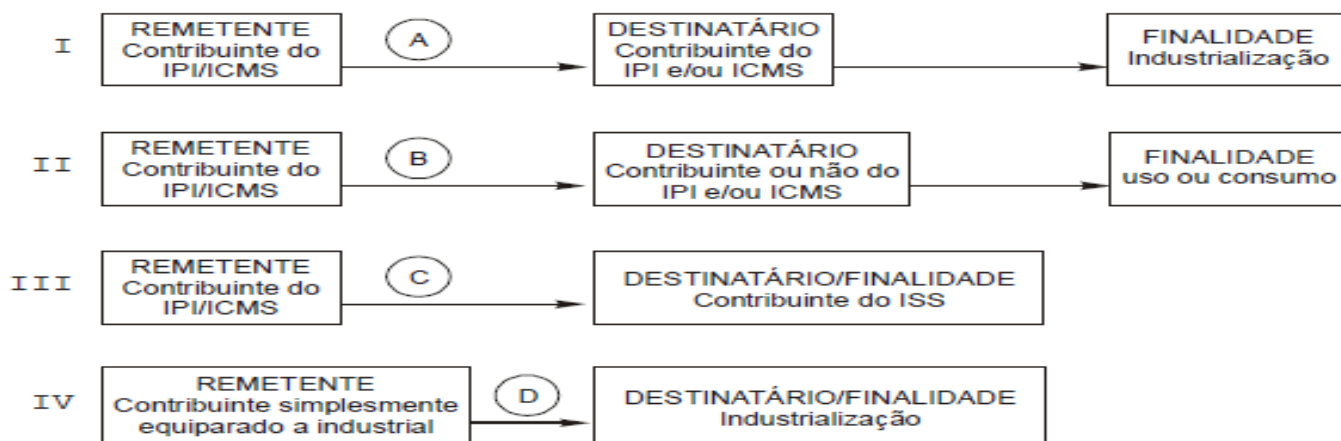 I
REMETENTE
Contribuinte do
IPI/ICMS
A
DESTINATÁRIO
Contribuinte do
IPI e/ou ICMS
FINALIDADE
Industrialização
II
REMETENTE
Contribuinte do
IPI/ICMS
B
DESTINATÁRIO
Contribuinte ou não do
IPI e/ou ICMS
FINALIDADE
uso ou consumo
III
REMETENTE
Contribuinte do
IPI/ICMS
C
DESTINATÁRIO/FINALIDADE
Contribuinte do ISS
IV
REMETENTE
Contribuinte simplesmente
equiparado a industrial
D
DESTINATÁRIO/FINALIDADE
Industrialização